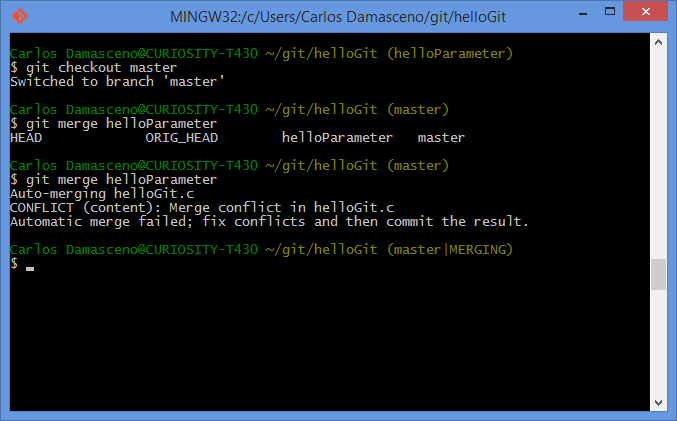 MINGW32:/c/Users/Carlos Damasceno/git/helloGit
Carlos Damasceno@CURIOSITY-T430 ~/git/helloGit (helloParameter)
$ git checkout master
Switched to branch 'master'
Carlos Damasceno@CURIOSITY-T430 ~/git/helloGit (master)
$ git merge helloParameter
HEAD ORIG_HEAD helloParameter master
Carlos Damasceno@CURIOSITY-T430 ~/git/helloGit (master)
$ git merge helloParameter
Auto-merging helloGit.c
CONFLICT (content): Merge conflict in helloGit.c
Automatic merge failed; fix conflicts and then commit the result.
Carlos Damasceno@CURIOSITY-T430 ~/git/helloGit (master|MERGING)
$